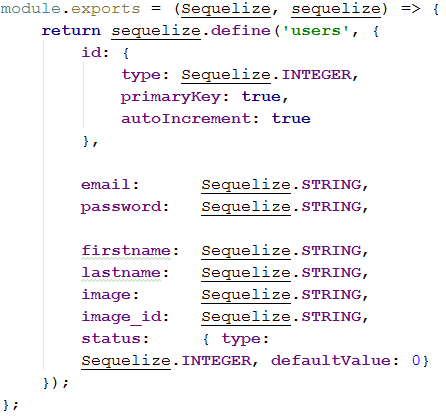 module.exports = (Sequelize, sequelize) => {
    return sequelize.define('users', {
        id: {
            type: Sequelize.INTEGER,
            primaryKey: true,
            autoIncrement: true
        },

        email:      Sequelize.STRING,
        password:   Sequelize.STRING,

        firstname:  Sequelize.STRING,
        lastname:   Sequelize.STRING,
        image:      Sequelize.STRING,
        image_id:   Sequelize.STRING,
        status:     { type:
        Sequelize.INTEGER, defaultValue: 0}
    });
};